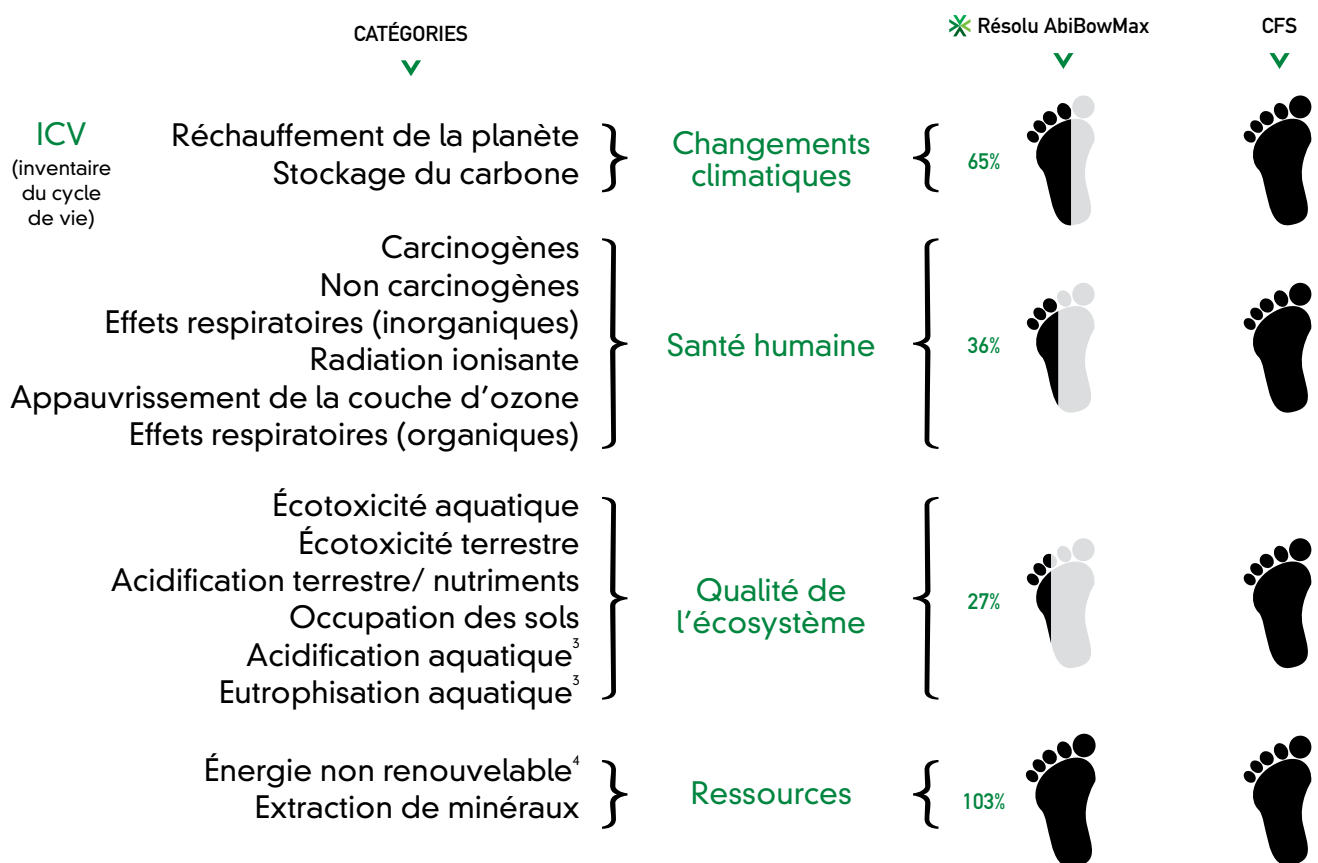 CATÉGORIES
Résolu AbiBowMax
CFS
ICV
(inventaire
du cycle
de vie)
Réchauffement de la planète
Stockage du carbone
Changements
climatiques
65%
Carcinogènes
Non carcinogènes
Effets respiratoires (inorganiques)
Radiation ionisante
Appauvrissement de la couche d'ozone
Effets respiratoires (organiques)
Santé humaine
36%
Écotoxicité aquatique
Écotoxicité terrestre
Acidification terrestre/ nutriments
Occupation des sols
Acidification aquatique³
Eutrophisation aquatique³
Qualité de
l'écosystème
27%
Énergie non renouvelable⁴
Extraction de minéraux
Ressources
103%